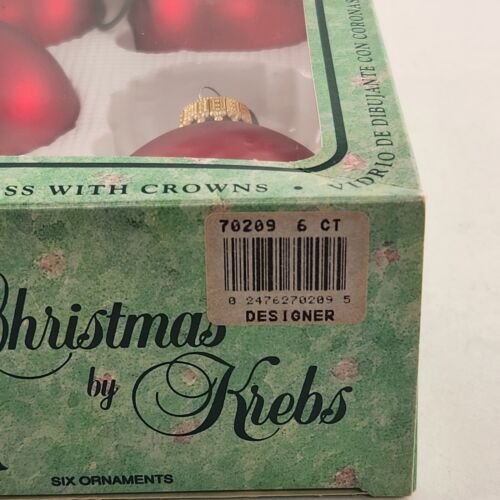 SS WITH CROWNS •
VIDRIO DE DIBUJANTE CON CORONAS
70209 6 CT
0 2476270209 5
DESIGNER
Christmas
by Krebs
SIX ORNAMENTS